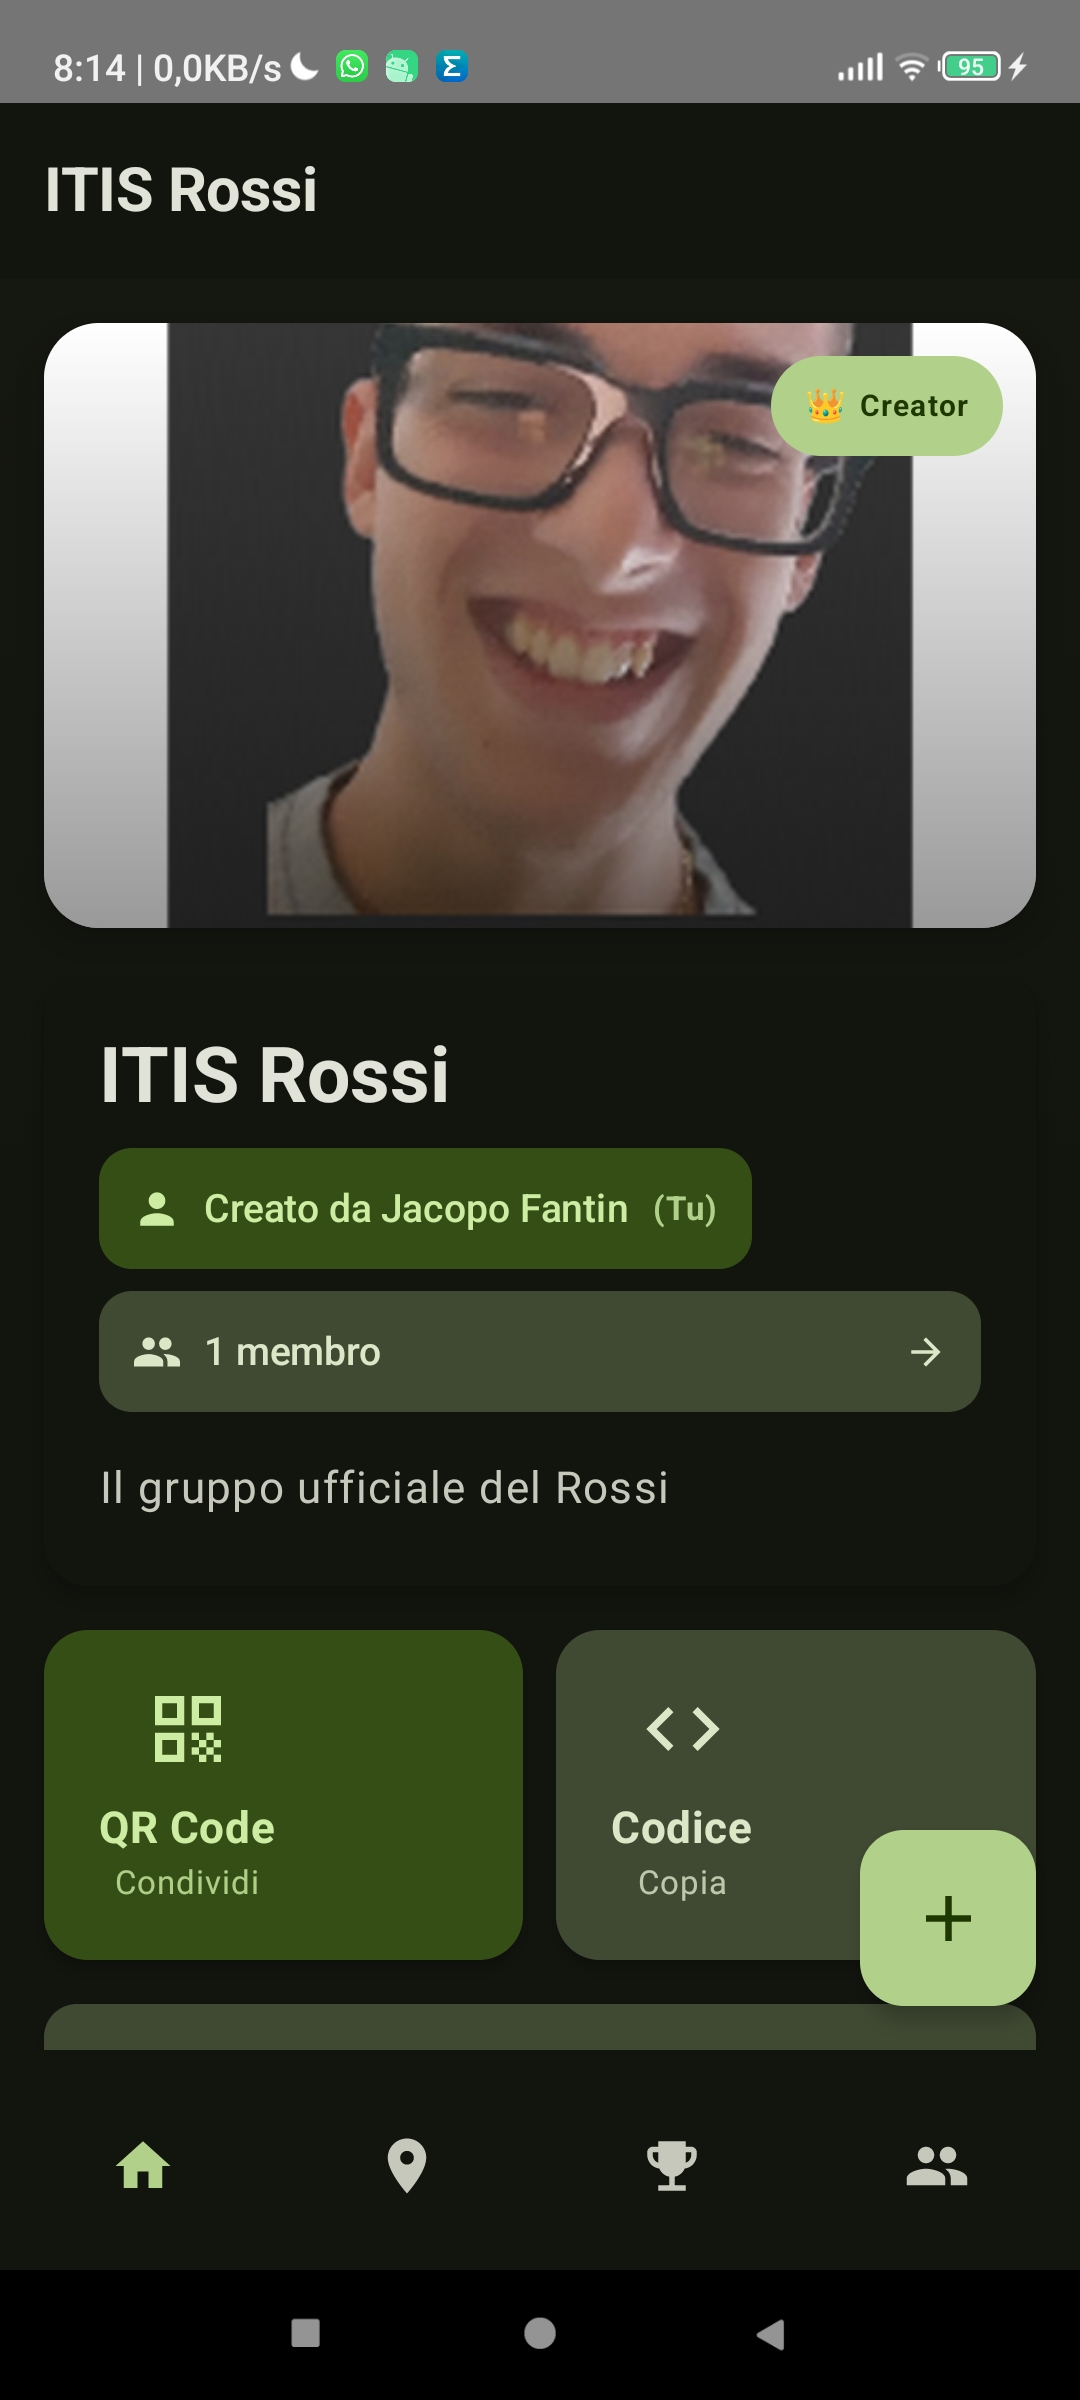 8:14 | 0,0KB/s
95
ITIS Rossi
Creator
ITIS Rossi
Creato da Jacopo Fantin (Tu)
1 membro
Il gruppo ufficiale del Rossi
QR Code
Condividi
Codice
Copia